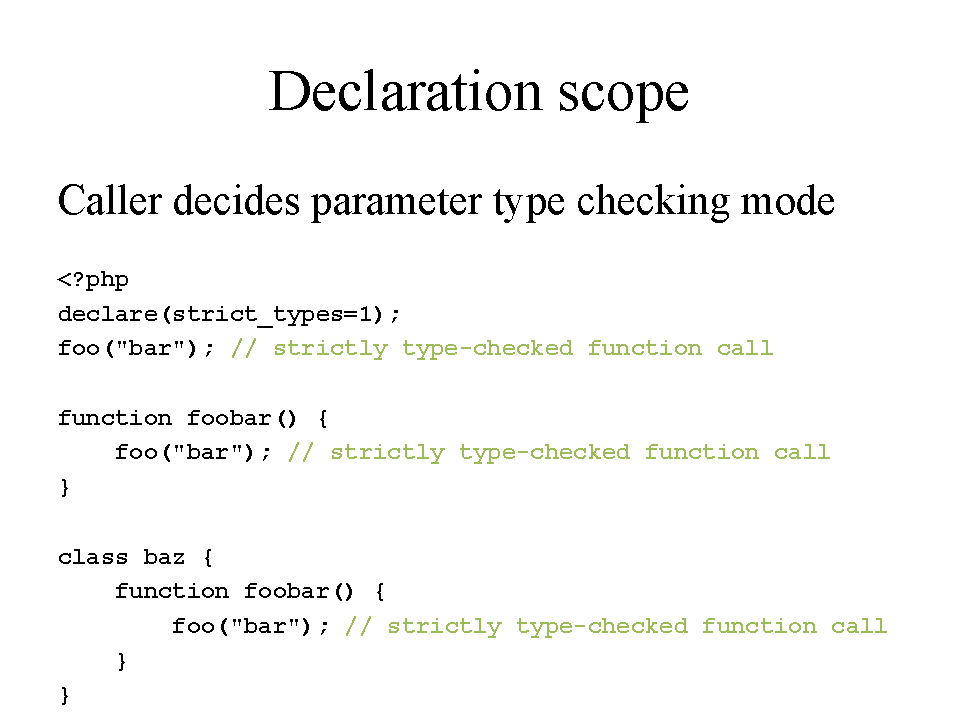 Declaration scope
Caller decides parameter type checking mode
<?php
declare(strict_types=1);
foo("bar"); // strictly type-checked function call
function foobar() {
    foo("bar"); // strictly type-checked function call
}
class baz {
    function foobar() {
        foo("bar"); // strictly type-checked function call
    }
}